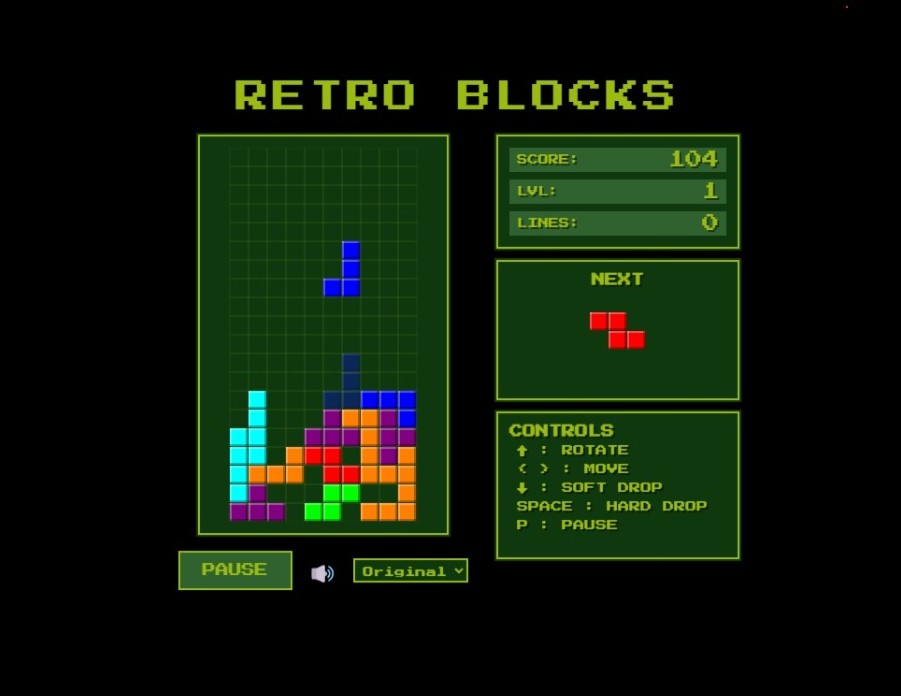 RETRO BLOCKS
SCORE: 104
LVL: 1
LINES: 0
NEXT
CONTROLS
↑ : ROTATE
< > : MOVE
↓ : SOFT DROP
SPACE : HARD DROP
P : PAUSE
PAUSE
Original